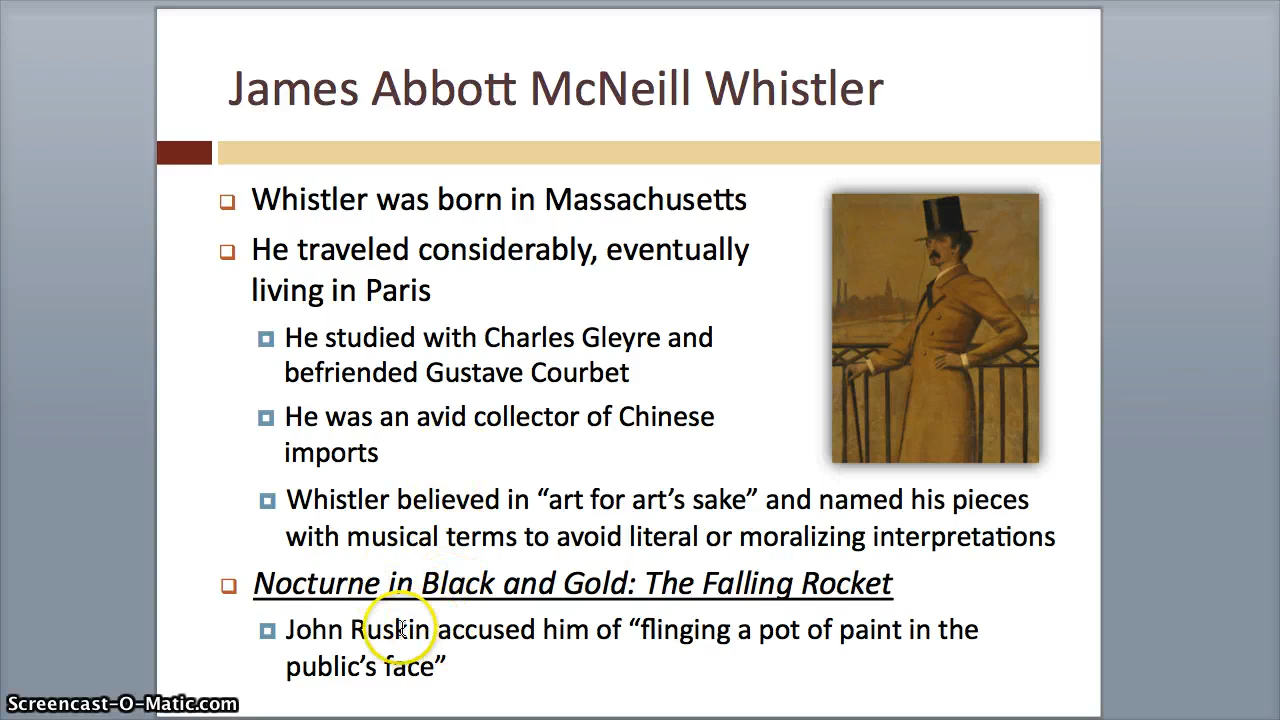 James Abbott McNeill Whistler
Whistler was born in Massachusetts
He traveled considerably, eventually
living in Paris
He studied with Charles Gleyre and
befriended Gustave Courbet
He was an avid collector of Chinese
imports
Whistler believed in “art for art’s sake” and named his pieces
with musical terms to avoid literal or moralizing interpretations
Nocturne in Black and Gold: The Falling Rocket
John Ruskin accused him of “flinging a pot of paint in the
public’s face”
Screencast-O-Matic.com